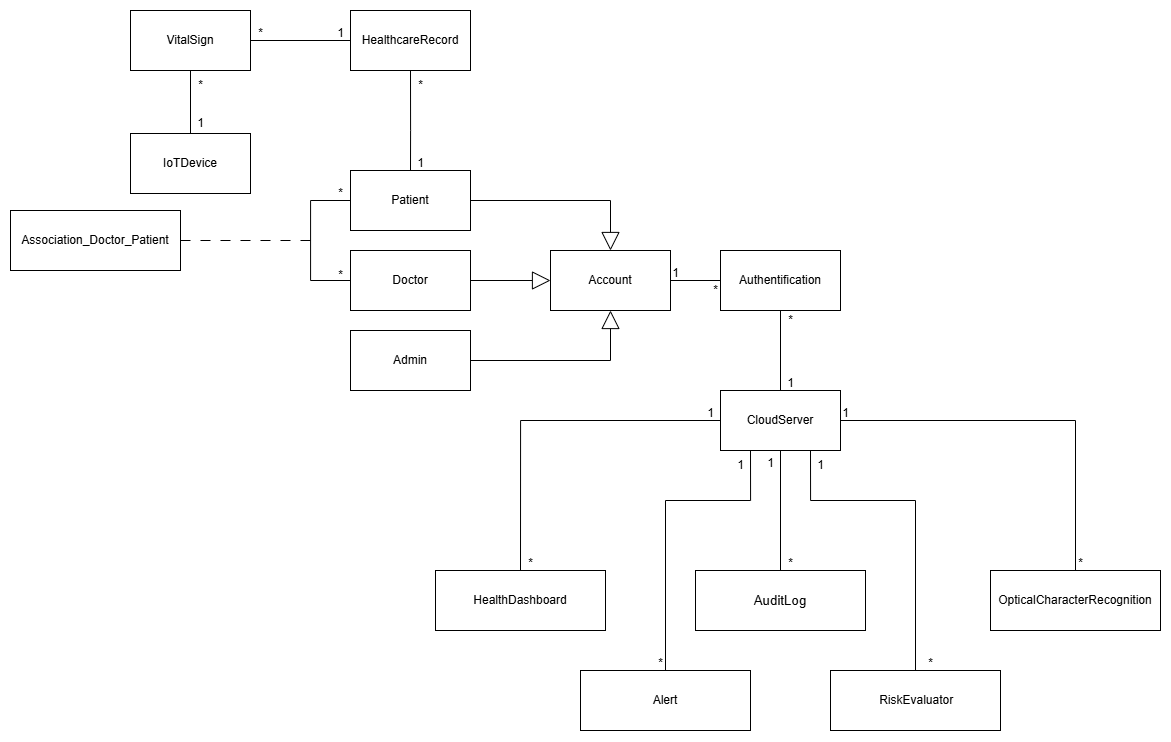 VitalSign
*
1
HealthcareRecord
*
*
1
IoTDevice
1
*
Patient
Association_Doctor_Patient
*
Doctor
Account
1
*
Authentification
*
Admin
1
1
CloudServer
1
1
1
1
*
*
*
HealthDashboard
AuditLog
OpticalCharacterRecognition
*
*
Alert
RiskEvaluator